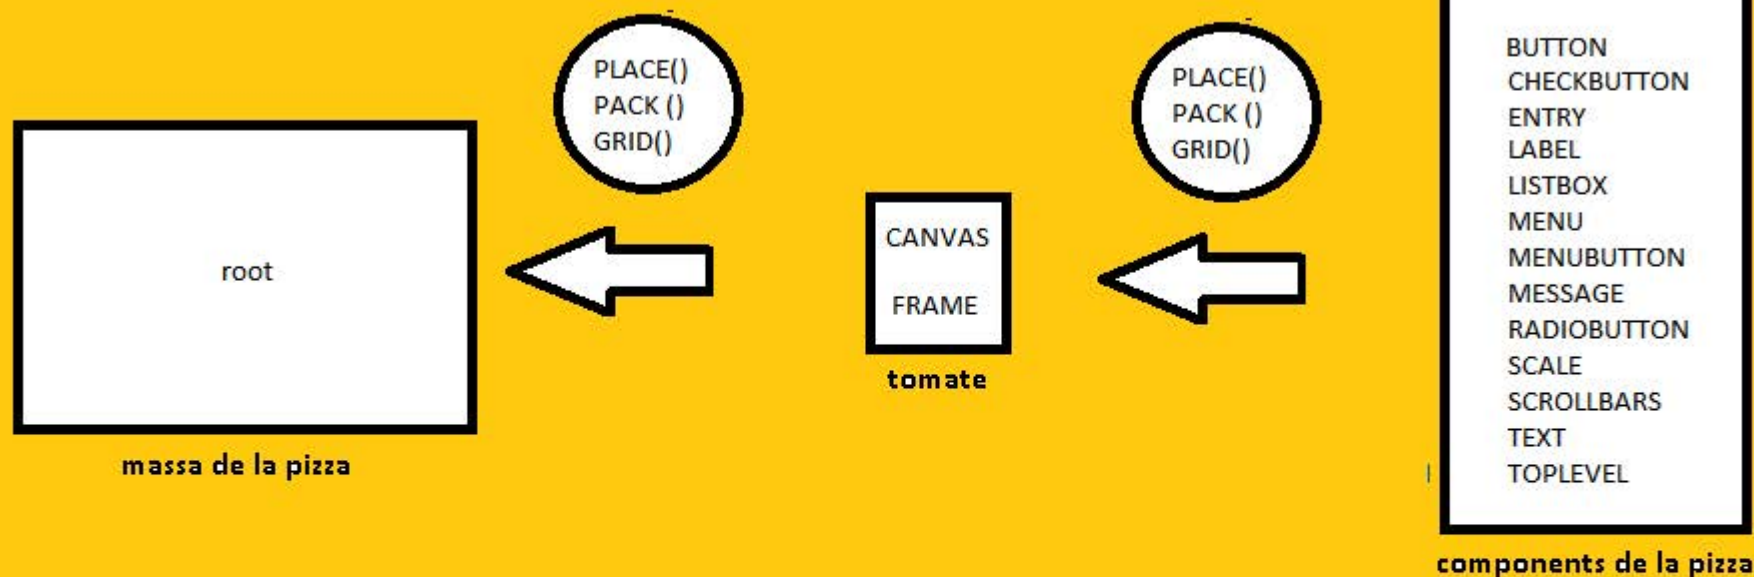 PLACE()
PACK ()
GRID()
root
massa de la pizza
CANVAS
FRAME
tomate
PLACE()
PACK ()
GRID()
BUTTON
CHECKBUTTON
ENTRY
LABEL
LISTBOX
MENU
MENUBUTTON
MESSAGE
RADIOBUTTON
SCALE
SCROLLBARS
TEXT
TOPLEVEL
components de la pizza